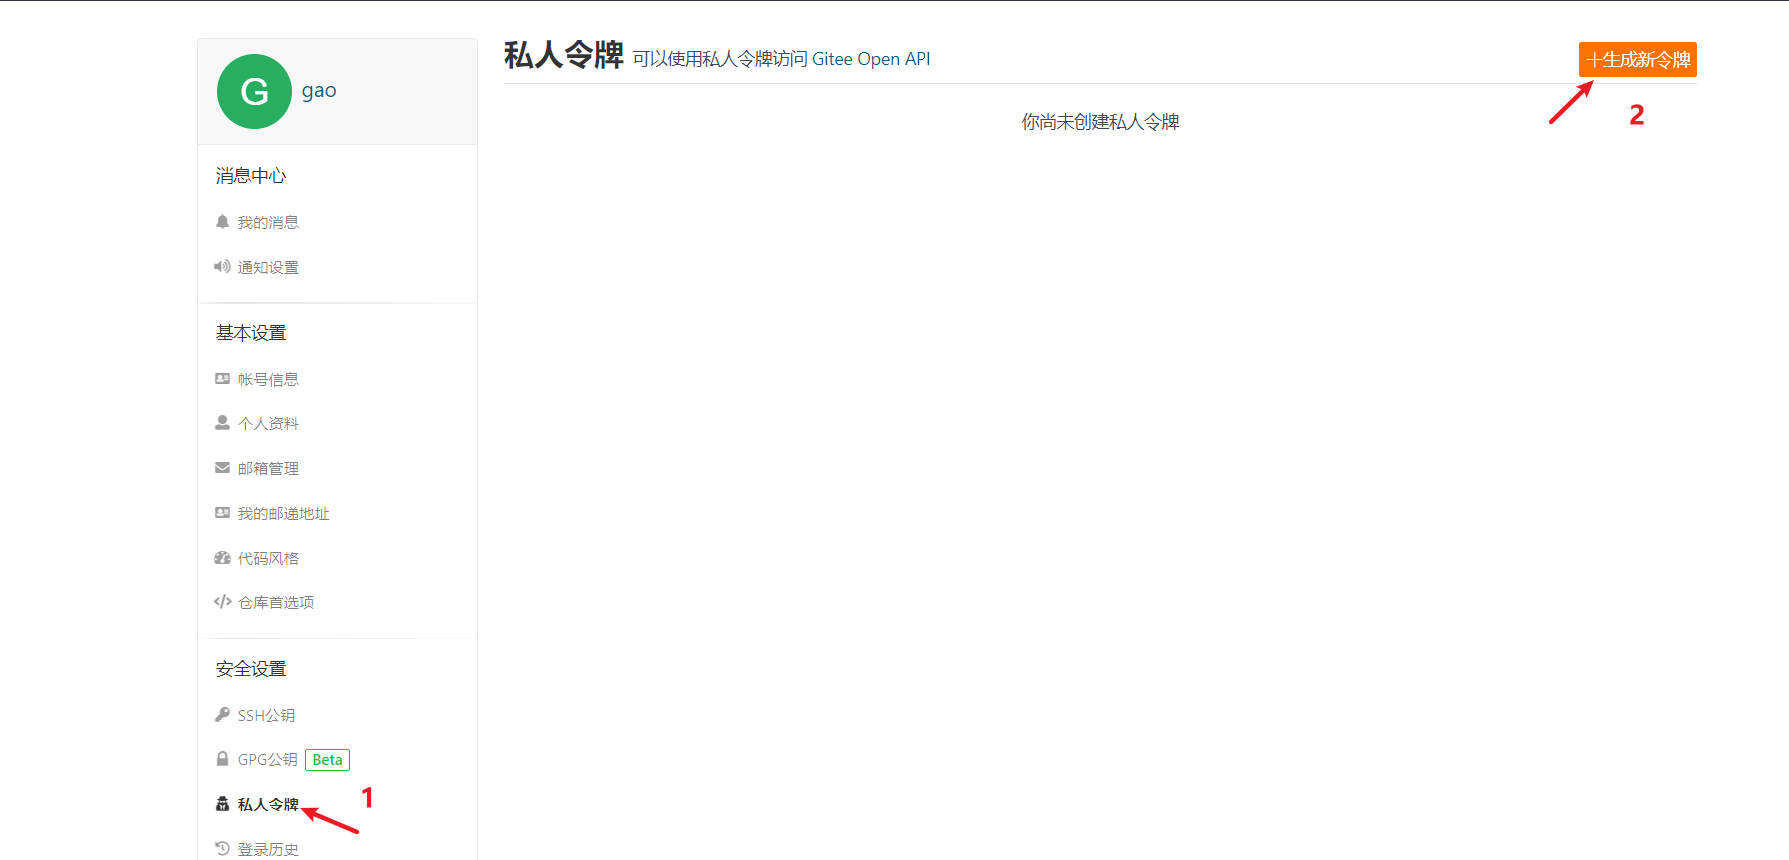 G gao
消息中心
我的消息
通知设置
基本设置
帐号信息
个人资料
邮箱管理
我的邮递地址
代码风格
仓库首选项
安全设置
SSH公钥
GPG公钥 Beta
私人令牌 1
登录历史
私人令牌 可以使用私人令牌访问 Gitee Open API
+生成新令牌
2
你尚未创建私人令牌